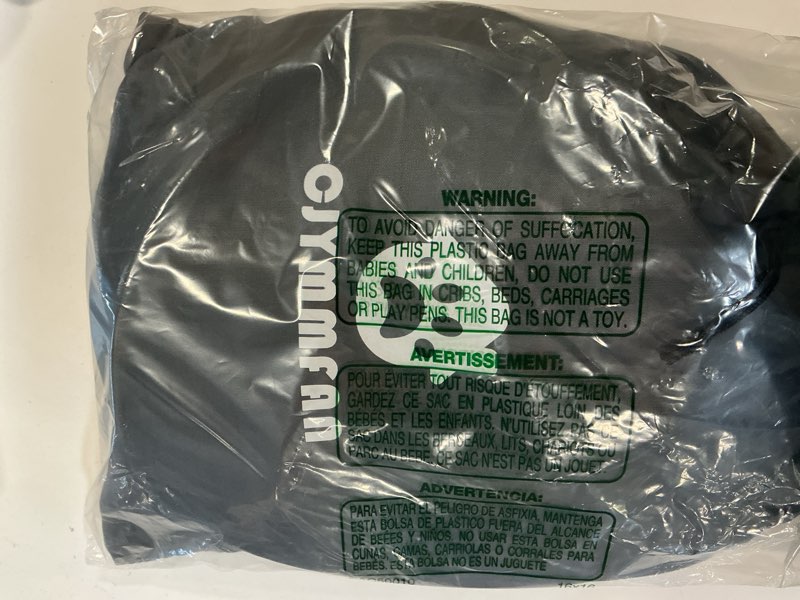 CJYMMFAN
WARNING:
TO AVOID DANGER OF SUFFOCATION,
KEEP THIS PLASTIC BAG AWAY FROM
BABIES AND CHILDREN, DO NOT USE
THIS BAG IN CRIBS, BEDS, CARRIAGES
OR PLAY PENS. THIS BAG IS NOT A TOY.
AVERTISSEMENT:
POUR ÉVITER TOUT RISQUE D'ÉTOUFFEMENT,
GARDEZ CE SAC EN PLASTIQUE LOIN DES
BÉBÉS ET LES ENFANTS, N'UTILISEZ PAS CE
SAC DANS LES BERCEAUX, LITS, CHARIOTS OU
PARC AU BÉBÉ. CE SAC N'EST PAS UN JOUET.
ADVERTENCIA:
PARA EVITAR EL PELIGRO DE ASFIXIA, MANTENGA
ESTA BOLSA DE PLASTICO FUERA DEL ALCANCE
DE BEBES Y NIÑOS. NO USAR ESTA BOLSA EN
CUNAS, CAMAS, CARRIOLAS O CORRALES PARA
BEBES. ESTA BOLSA NO ES UN JUGUETE